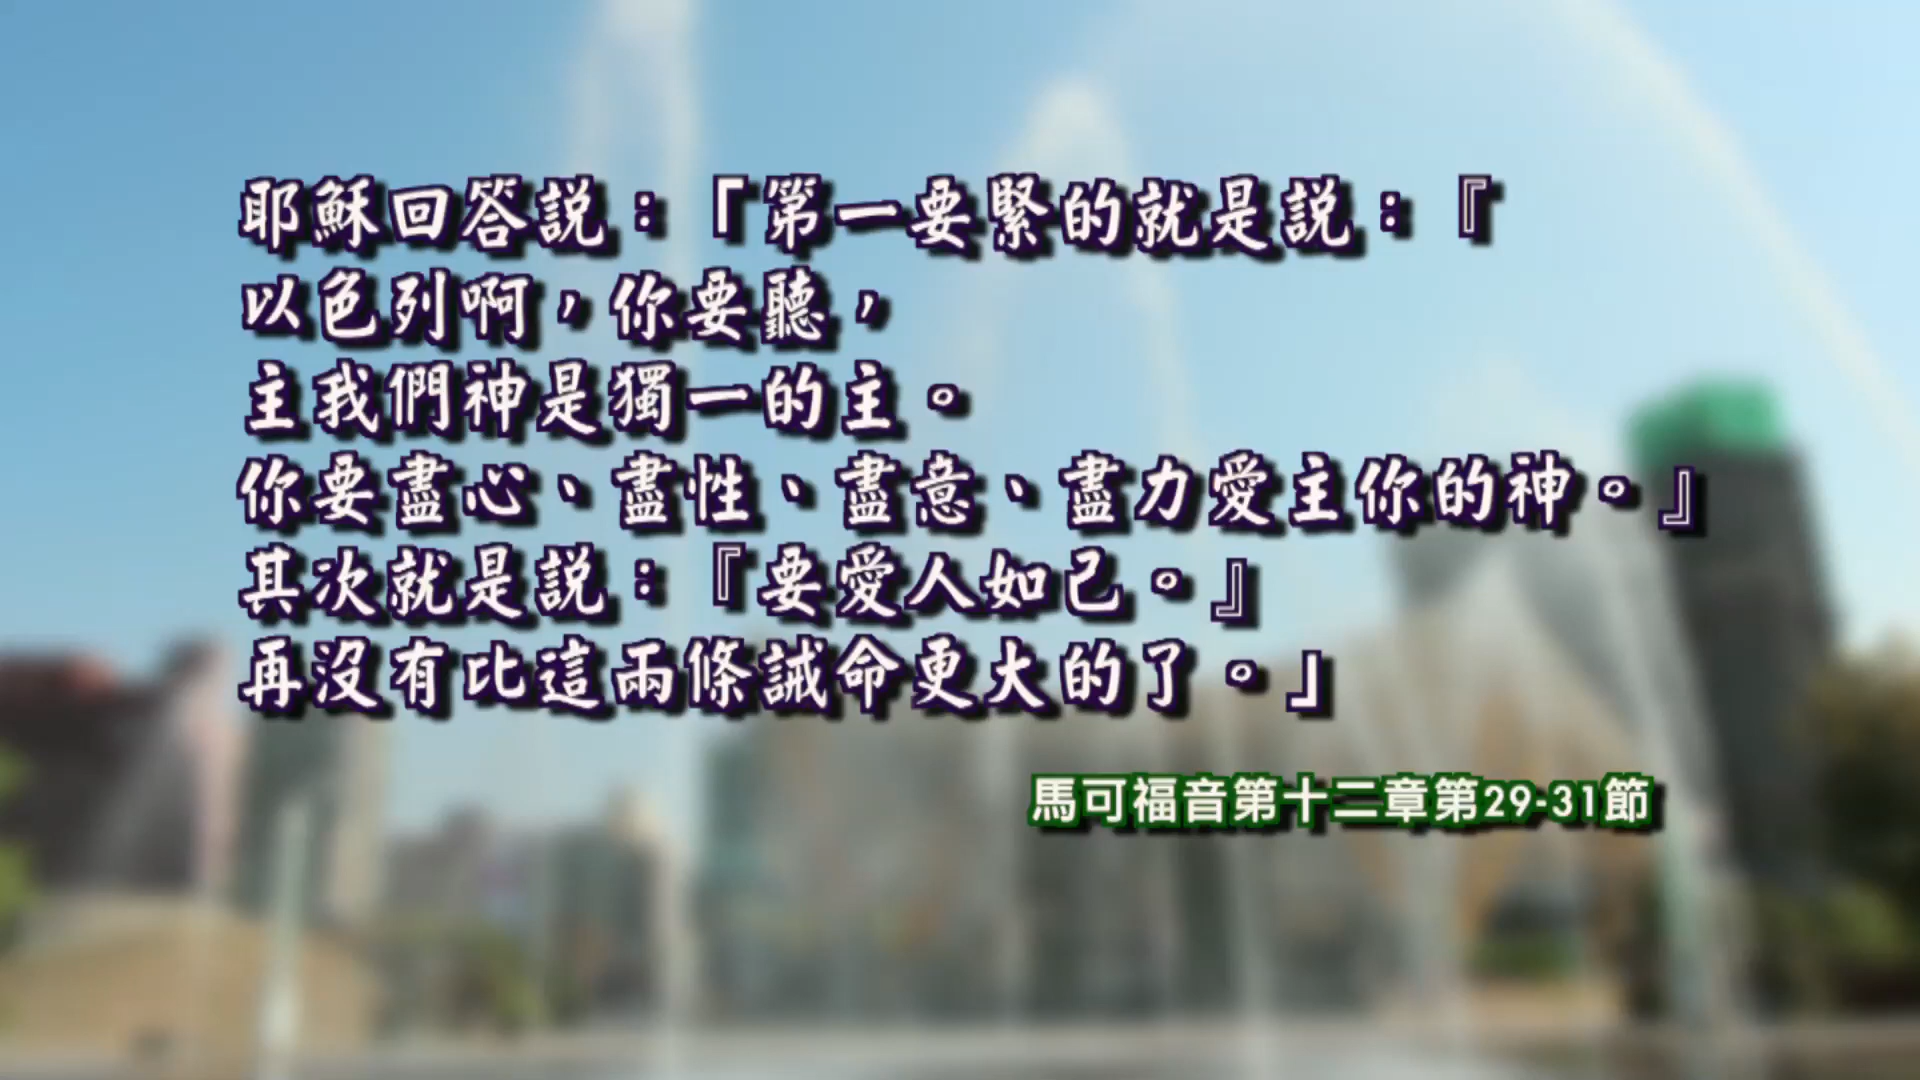 耶穌回答説：「第一要緊的就是説：『
以色列啊，你要聽，
主我們神是獨一的主。
你要盡心、盡性、盡意、盡力愛主你的神。』
其次就是説：『要愛人如己。』
再沒有比這兩條誡命更大的了。」
馬可福音第十二章第29-31節